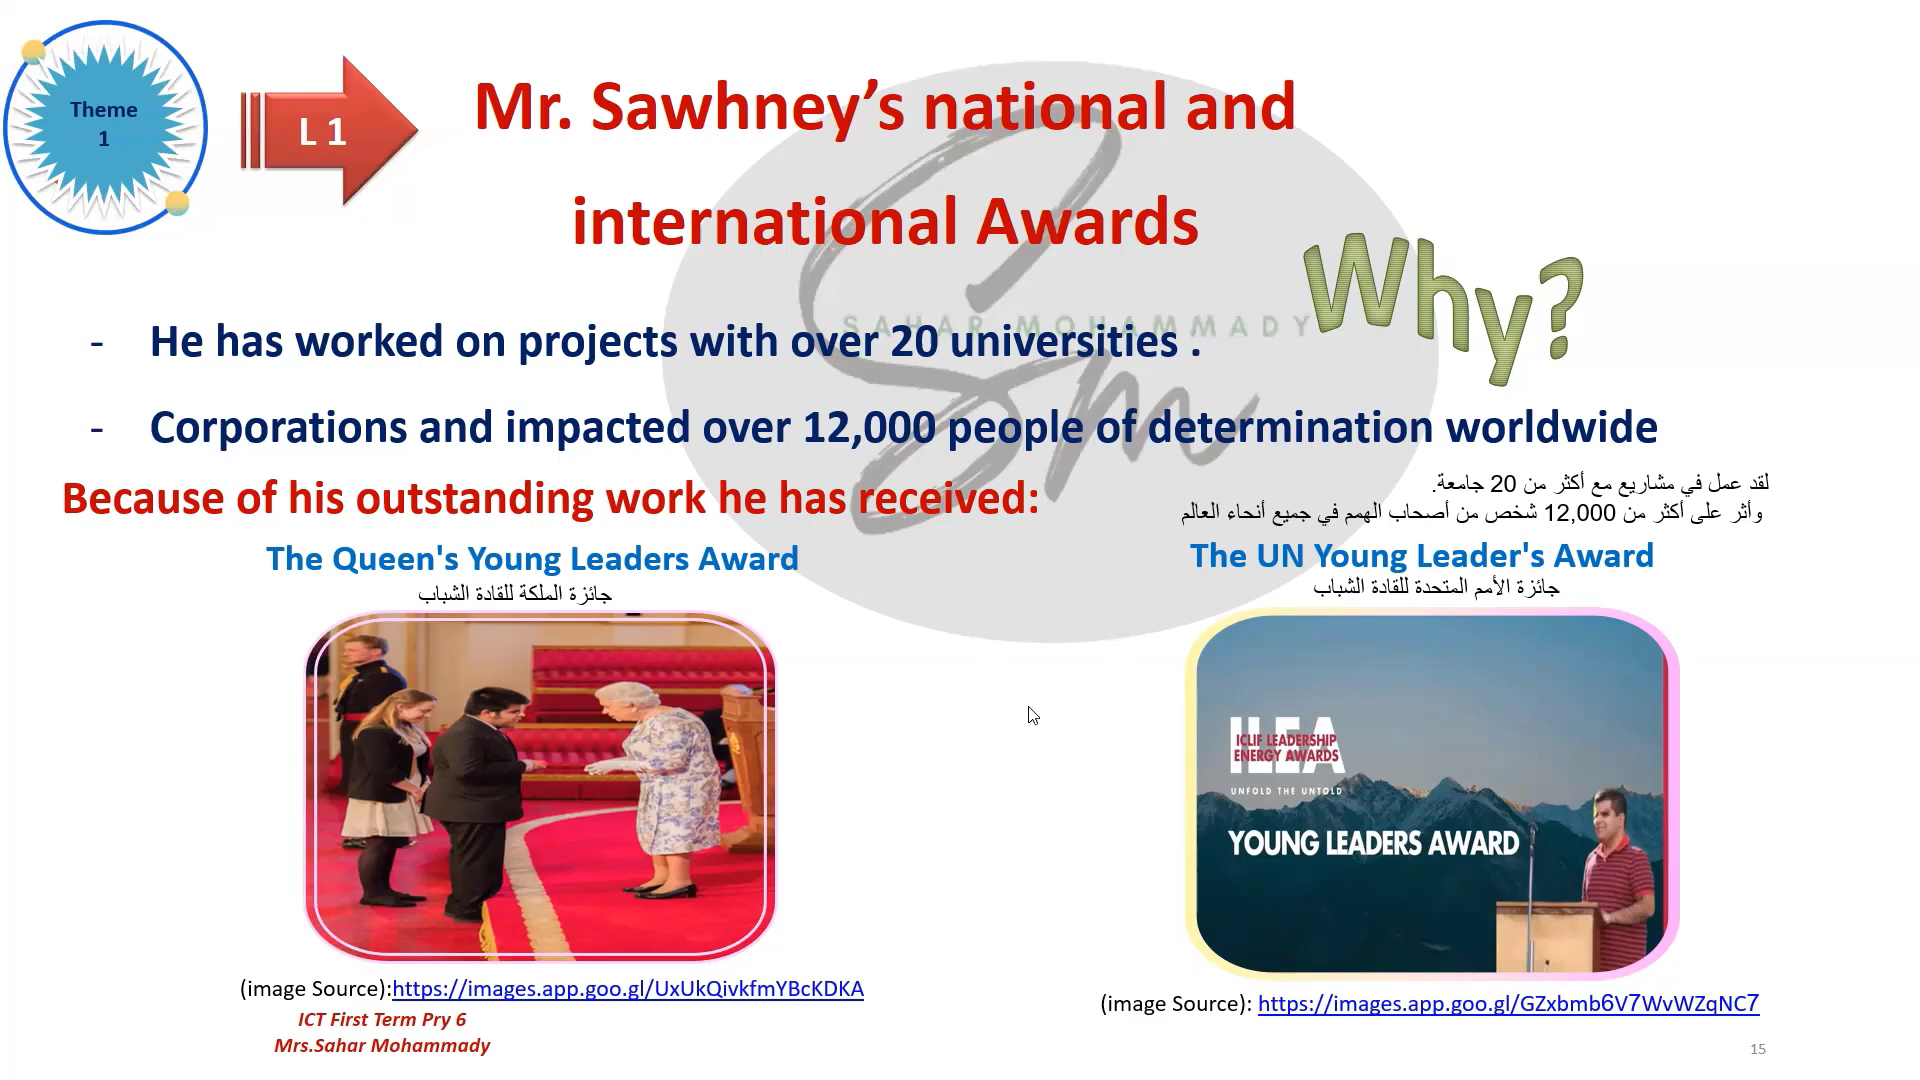 Theme
1
L 1
Mr. Sawhney’s national and
international Awards
Why?
SAHAR MOHAMMADY
Sm
- He has worked on projects with over 20 universities .
- Corporations and impacted over 12,000 people of determination worldwide
لقد عمل في مشاريع مع أكثر من 20 جامعة.
وأثر على أكثر من 12,000 شخص من أصحاب الهمم في جميع أنحاء العالم
Because of his outstanding work he has received:
The Queen's Young Leaders Award
جائزة الملكة للقادة الشباب
The UN Young Leader's Award
جائزة الأمم المتحدة للقادة الشباب
ILEA
ICLIF LEADERSHIP
ENERGY AWARDS
UNFOLD THE UNTOLD
YOUNG LEADERS AWARD
(image Source):https://images.app.goo.gl/UxUkQivkfmYBcKDKA
(image Source): https://images.app.goo.gl/GZxbmb6V7WvWZqNC7
ICT First Term Pry 6
Mrs.Sahar Mohammady
15